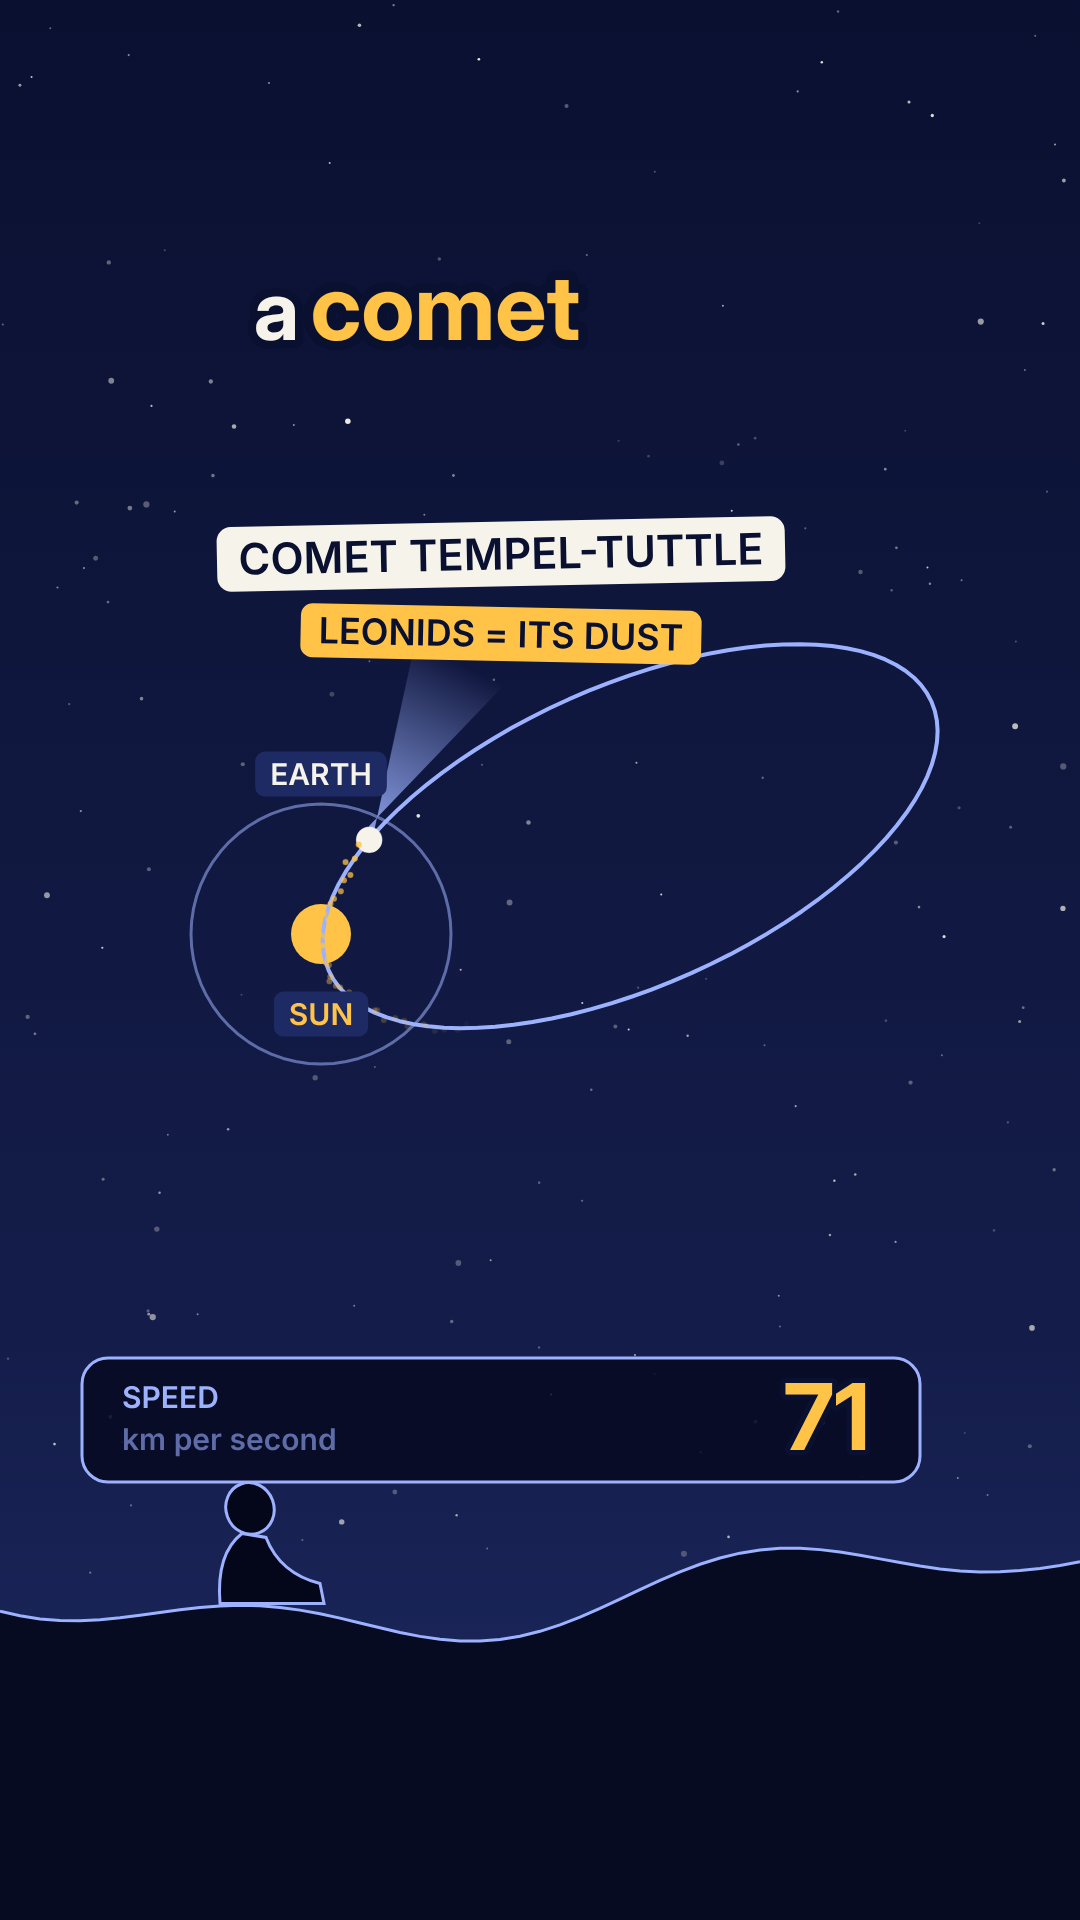 a comet
COMET TEMPEL-TUTTLE
LEONIDS = ITS DUST
EARTH
SUN
SPEED
km per second
71